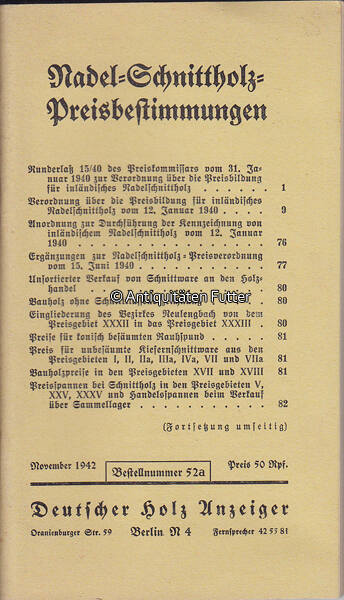 Nadel-Schnittholz-
Preisbestimmungen
Runderlaß 15/40 des Preiskommissars vom 31. Ja-
nuar 1940 zur Verordnung über die Preisbildung
für inländisches Nadelschnittholz . . . . . . 1
Verordnung über die Preisbildung für inländisches
Nadelschnittholz vom 12. Januar 1940 . . . . 9
Anordnung zur Durchführung der Kennzeichnung von
inländischem Nadelschnittholz vom 12. Januar
1940 . . . . . . . . . . . . . . . . . 76
Ergänzungen zur Nadelschnittholz-Preisverordnung
vom 15. Juni 1940 . . . . . . . . . . . . 77
Unsortierter Verkauf von Schnittware an den Holz-
handel . . . . . . . . . . . . . . . . 80
© Antiquitäten Futter
Bauholz ohne . . . 80
Eingliederung des Bezirkes Neulengbach von dem
Preisgebiet XXXII in das Preisgebiet XXXIII . 80
Preise für konisch besäumten Rauhspund . . . 81
Preis für unbesäumte Kiefernschnittware aus den
Preisgebieten I, II, IIa, IIIa, IVa, VII und VIIa 81
Bauholzpreise in den Preisgebieten XVII und XVIII 81
Preisspannen bei Schnittholz in den Preisgebieten V,
XXV, XXXV und Handelsspannen beim Verkauf
über Sammellager . . . . . . . . . . . . 82
(Fortsetzung umseitig)
November 1942 Bestellnummer 52a Preis 50 Rpf.
Deutscher Holz Anzeiger
Oranienburger Str. 59 Berlin N 4 Fernsprecher 42 55 81